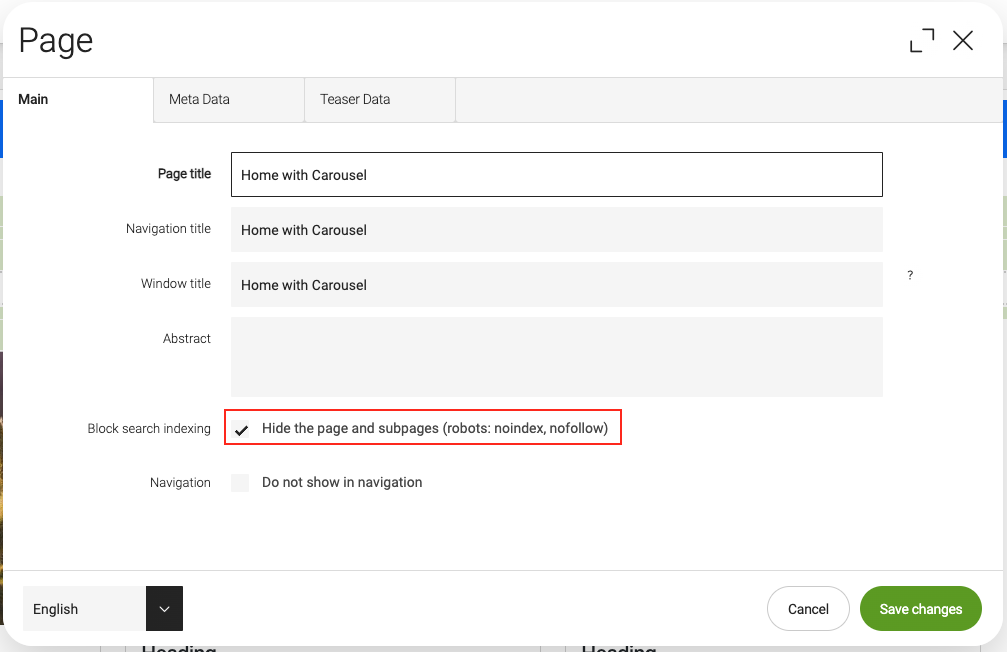 Page
Main
Meta Data
Teaser Data
Page title
Home with Carousel
Navigation title
Home with Carousel
Window title
Home with Carousel
?
Abstract
Block search indexing
Hide the page and subpages (robots: noindex, nofollow)
Navigation
Do not show in navigation
English
Cancel
Save changes
Heading
Heading